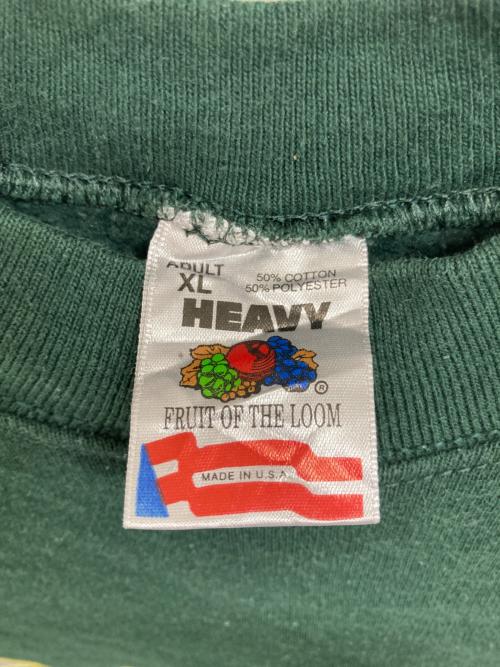 ADULT
XL
50% COTTON
50% POLYESTER
HEAVY
®
FRUIT OF THE LOOM
MADE IN U.S.A.